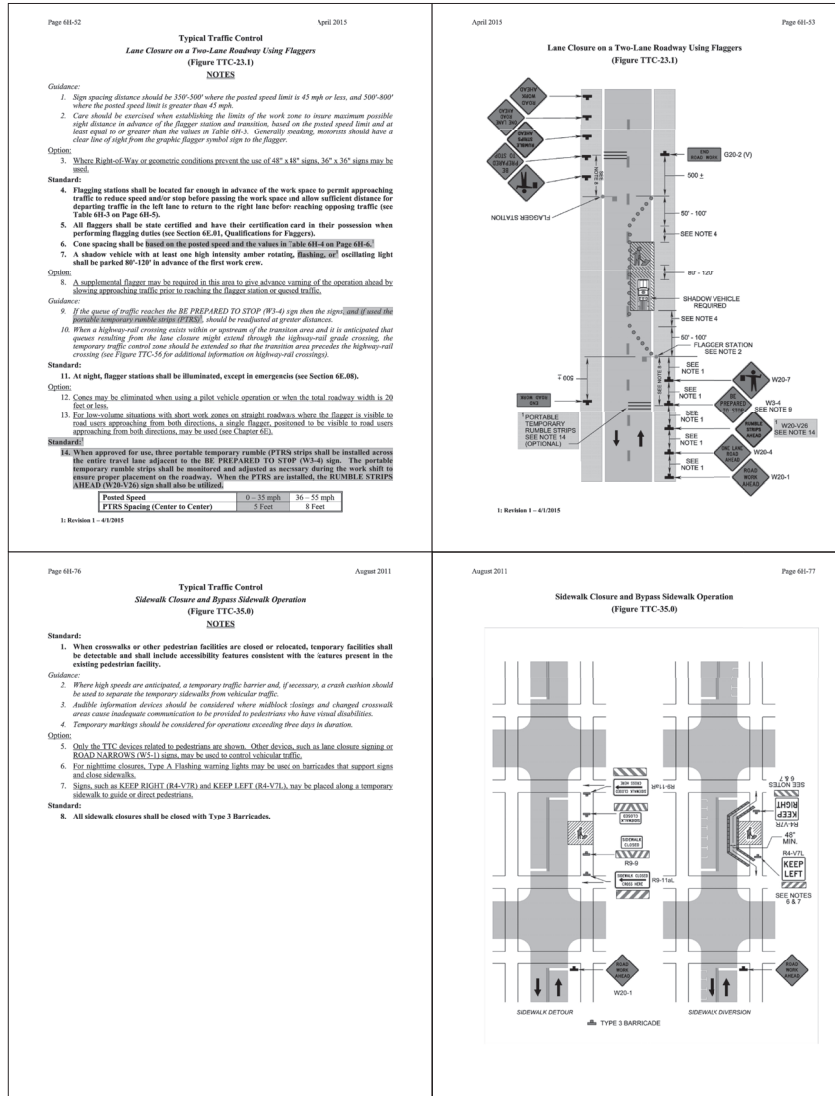 Page 6H-52
April 2015
Typical Traffic Control
Lane Closure on a Two-Lane Roadway Using Flaggers
(Figure TTC-23.1)
NOTES
Guidance:
1. Sign spacing distance should be 350'-500' where the posted speed limit is 45 mph or less, and 500'-800'
where the posted speed limit is greater than 45 mph.
2. Care should be exercised when establishing the limits of the work zone to insure maximum possible
sight distance in advance of the flagger station and transition, based on the posted speed limit and at
least equal to or greater than the values in Table 6H-3. Generally speaking, motorists should have a
clear line of sight from the graphic flagger symbol sign to the flagger.
Option:
3. Where Right-of-Way or geometric conditions prevent the use of 48" x 48" signs, 36" x 36" signs may be
used.
Standard:
4. Flagging stations shall be located far enough in advance of the work space to permit approaching
traffic to reduce speed and/or stop before passing the work space and allow sufficient distance for
departing traffic in the left lane to return to the right lane before reaching opposing traffic (see
Table 6H-3 on Page 6H-5).
5. All flaggers shall be state certified and have their certification card in their possession when
performing flagging duties (see Section 6E.01, Qualifications for Flaggers).
6. Cone spacing shall be based on the posted speed and the values in Table 6H-4 on Page 6H-6.1
7. A shadow vehicle with at least one high intensity amber rotating, flashing, or1 oscillating light
shall be parked 80'-120' in advance of the first work crew.
Option:
8. A supplemental flagger may be required in this area to give advance warning of the operation ahead by
slowing approaching traffic prior to reaching the flagger station or queued traffic.
Guidance:
9. If the queue of traffic reaches the BE PREPARED TO STOP (W3-4) sign then the signs, and if used the
portable temporary rumble strips (PTRS)1, should be readjusted at greater distances.
10. When a highway-rail crossing exists within or upstream of the transition area and it is anticipated that
queues resulting from the lane closure might extend through the highway-rail grade crossing, the
temporary traffic control zone should be extended so that the transition area precedes the highway-rail
crossing (see Figure TTC-56 for additional information on highway-rail crossings).
Standard:
11. At night, flagger stations shall be illuminated, except in emergencies (see Section 6E.08).
Option:
12. Cones may be eliminated when using a pilot vehicle operation or when the total roadway width is 20
feet or less.
13. For low-volume situations with short work zones on straight roadways where the flagger is visible to
road users approaching from both directions, a single flagger, positioned to be visible to road users
approaching from both directions, may be used (see Chapter 6E).
Standard:1
14. When approved for use, three portable temporary rumble (PTRS) strips shall be installed across
the entire travel lane adjacent to the BE PREPARED TO STOP (W3-4) sign. The portable
temporary rumble strips shall be monitored and adjusted as necessary during the work shift to
ensure proper placement on the roadway. When the PTRS are installed, the RUMBLE STRIPS
AHEAD (W20-V26) sign shall also be utilized.
Posted Speed 0 – 35 mph 36 – 55 mph
PTRS Spacing (Center to Center) 5 Feet 8 Feet
1: Revision 1 – 4/1/2015
April 2015
Page 6H-53
Lane Closure on a Two-Lane Roadway Using Flaggers
(Figure TTC-23.1)
ROAD WORK AHEAD
ONE LANE ROAD AHEAD
RUMBLE STRIPS AHEAD
BE PREPARED TO STOP
SEE NOTE 8
FLAGGER STATION
END ROAD WORK
G20-2 (V)
500 ±
50' - 100'
SEE NOTE 4
80' - 120'
SHADOW VEHICLE
REQUIRED
SEE NOTE 4
50' - 100'
FLAGGER STATION
SEE NOTE 2
500 ±
END ROAD WORK
SEE NOTE 8
SEE NOTE 1
W20-7
BE PREPARED TO STOP
W3-4
SEE NOTE 9
SEE NOTE 1
1 PORTABLE
TEMPORARY
RUMBLE STRIPS
SEE NOTE 14
(OPTIONAL)
RUMBLE STRIPS AHEAD
1 W20-V26
SEE NOTE 14
SEE NOTE 1
ONE LANE ROAD AHEAD
W20-4
SEE NOTE 1
ROAD WORK AHEAD
W20-1
1: Revision 1 – 4/1/2015
Page 6H-76
August 2011
Typical Traffic Control
Sidewalk Closure and Bypass Sidewalk Operation
(Figure TTC-35.0)
NOTES
Standard:
1. When crosswalks or other pedestrian facilities are closed or relocated, temporary facilities shall
be detectable and shall include accessibility features consistent with the features present in the
existing pedestrian facility.
Guidance:
2. Where high speeds are anticipated, a temporary traffic barrier and, if necessary, a crash cushion should
be used to separate the temporary sidewalks from vehicular traffic.
3. Audible information devices should be considered where midblock closings and changed crosswalk
areas cause inadequate communication to be provided to pedestrians who have visual disabilities.
4. Temporary markings should be considered for operations exceeding three days in duration.
Option:
5. Only the TTC devices related to pedestrians are shown. Other devices, such as lane closure signing or
ROAD NARROWS (W5-1) signs, may be used to control vehicular traffic.
6. For nighttime closures, Type A Flashing warning lights may be used on barricades that support signs
and close sidewalks.
7. Signs, such as KEEP RIGHT (R4-V7R) and KEEP LEFT (R4-V7L), may be placed along a temporary
sidewalk to guide or direct pedestrians.
Standard:
8. All sidewalk closures shall be closed with Type 3 Barricades.
August 2011
Page 6H-77
Sidewalk Closure and Bypass Sidewalk Operation
(Figure TTC-35.0)
SIDEWALK CLOSED
CROSS HERE
R9-11aR
SIDEWALK
CLOSED
SIDEWALK
CLOSED
R9-9
SIDEWALK CLOSED
CROSS HERE
R9-11aL
ROAD
WORK
AHEAD
W20-1
SIDEWALK DETOUR
SEE NOTES
6 & 7
KEEP
RIGHT
R4-V7R
48"
MIN.
R4-V7L
KEEP
LEFT
SEE NOTES
6 & 7
ROAD
WORK
AHEAD
SIDEWALK DIVERSION
TYPE 3 BARRICADE